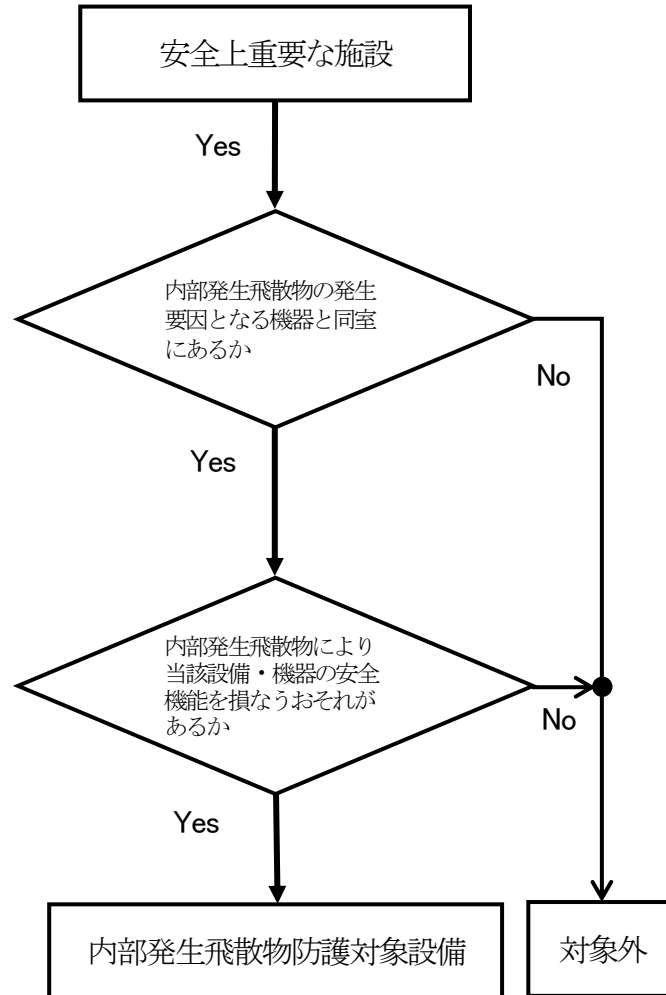 安全上重要な施設
Yes
内部発生飛散物の発生
要因となる機器と同室
にあるか
No
Yes
内部発生飛散物により
当該設備・機器の安全
機能を損なうおそれが
あるか
No
Yes
内部発生飛散物防護対象設備
対象外